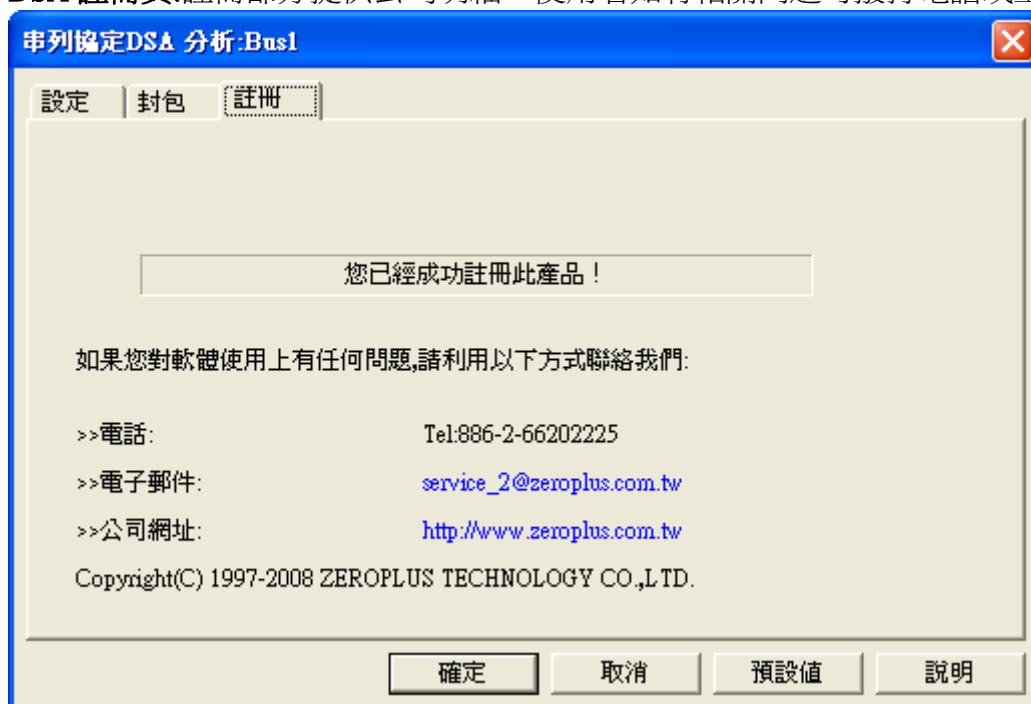 串列協定DSA 分析:Bus1
設定 封包 註冊
您已經成功註冊此產品！
如果您對軟體使用上有任何問題,請利用以下方式聯絡我們:
>>電話: Tel:886-2-66202225
>>電子郵件: service_2@zeroplus.com.tw
>>公司網址: http://www.zeroplus.com.tw
Copyright(C) 1997-2008 ZEROPLUS TECHNOLOGY CO.,LTD.
確定 取消 預設值 說明